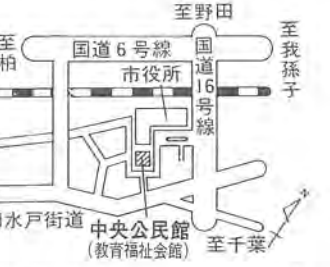 至野田
至我孫子
至柏
国道6号線
国道16号線
市役所
水戸街道
中央公民館
(教育福祉会館)
至千葉